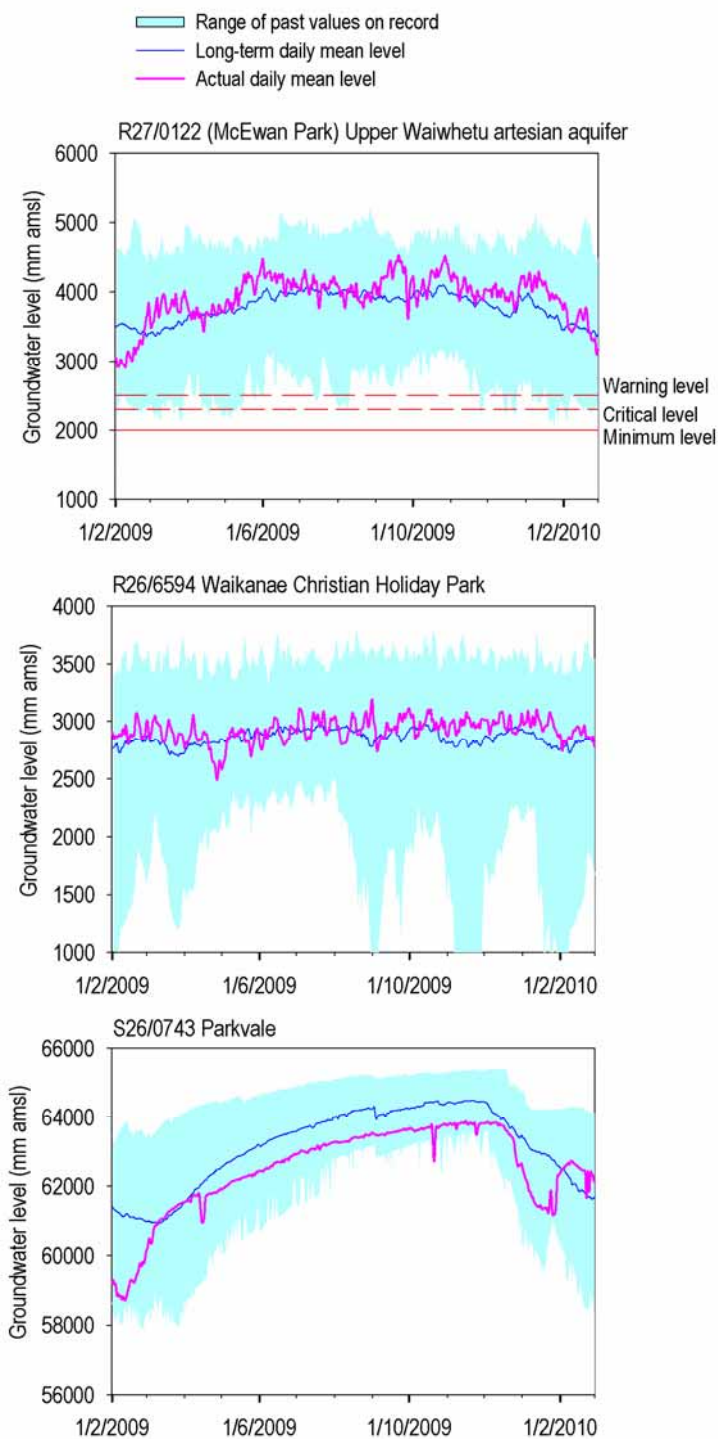 Range of past values on record
Long-term daily mean level
Actual daily mean level
R27/0122 (McEwan Park) Upper Waiwhetu artesian aquifer
Groundwater level (mm amsl)
6000
5000
4000
3000
2000
1000
Warning level
Critical level
Minimum level
1/2/2009
1/6/2009
1/10/2009
1/2/2010
R26/6594 Waikanae Christian Holiday Park
Groundwater level (mm amsl)
4000
3500
3000
2500
2000
1500
1000
1/2/2009
1/6/2009
1/10/2009
1/2/2010
S26/0743 Parkvale
Groundwater level (mm amsl)
66000
64000
62000
60000
58000
56000
1/2/2009
1/6/2009
1/10/2009
1/2/2010